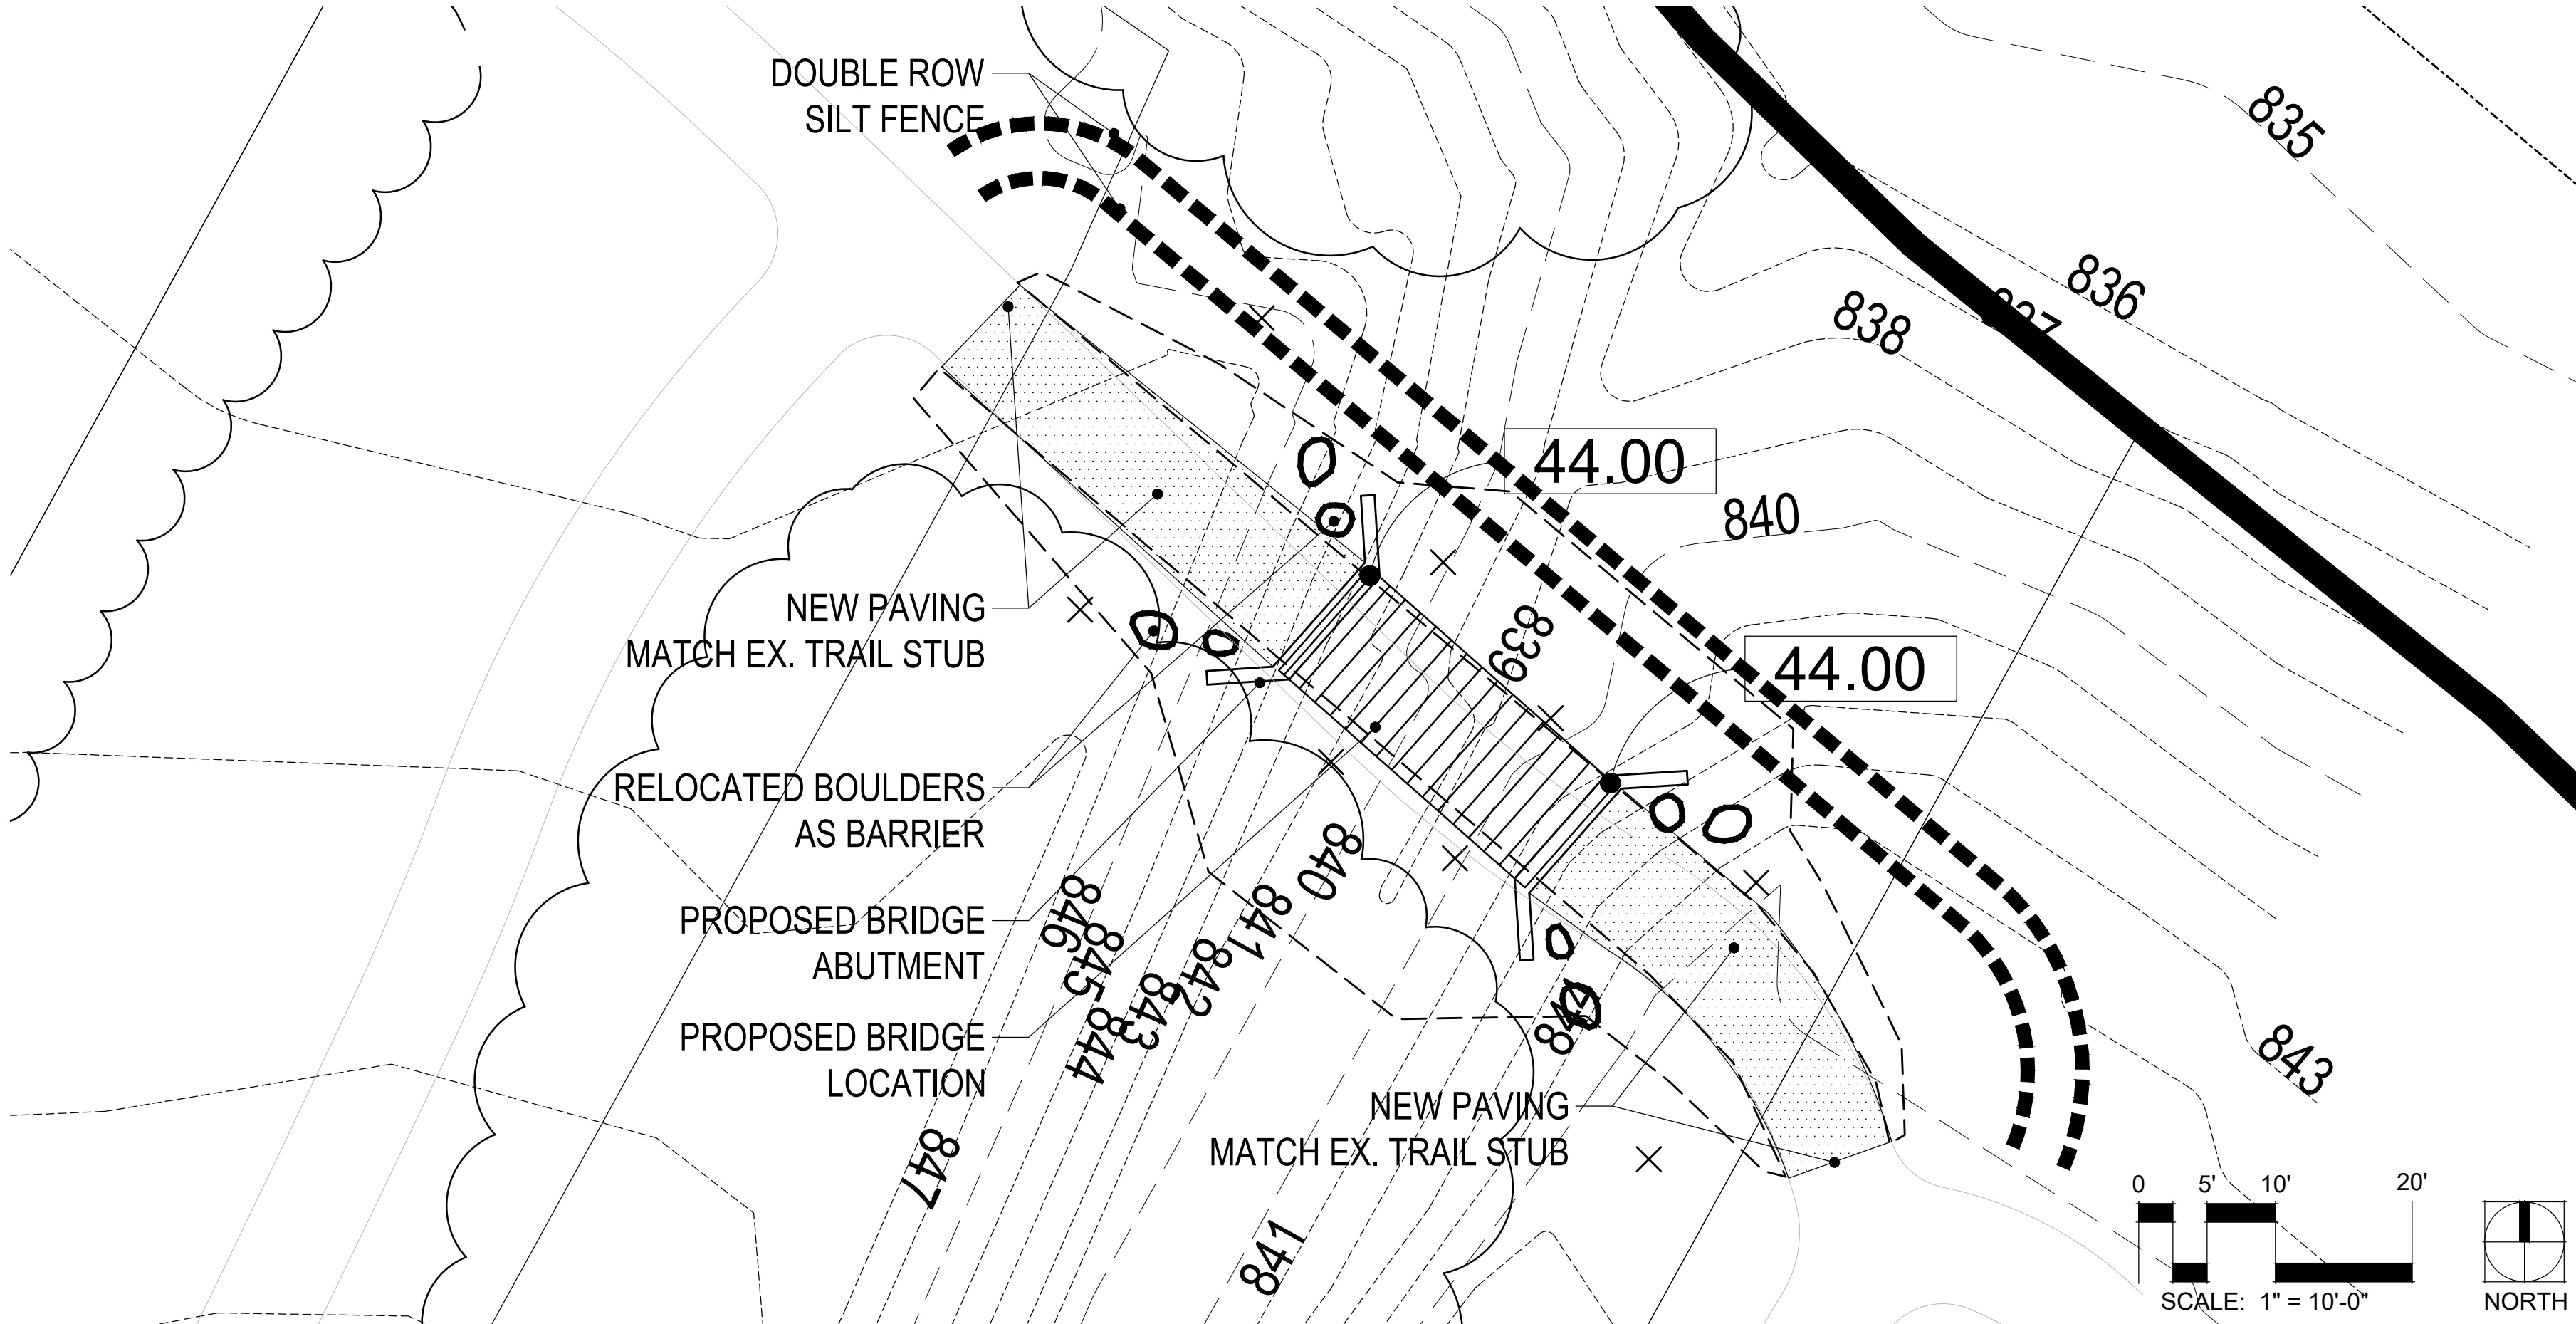 DOUBLE ROW
SILT FENCE
835
836
838
44.00
840
NEW PAVING
MATCH EX. TRAIL STUB
839
44.00
RELOCATED BOULDERS
AS BARRIER
840
846
841
PROPOSED BRIDGE
ABUTMENT
845
842
843
844
844
PROPOSED BRIDGE
LOCATION
843
NEW PAVING
MATCH EX. TRAIL STUB
847
841
0 5' 10' 20'
SCALE: 1" = 10'-0"
NORTH